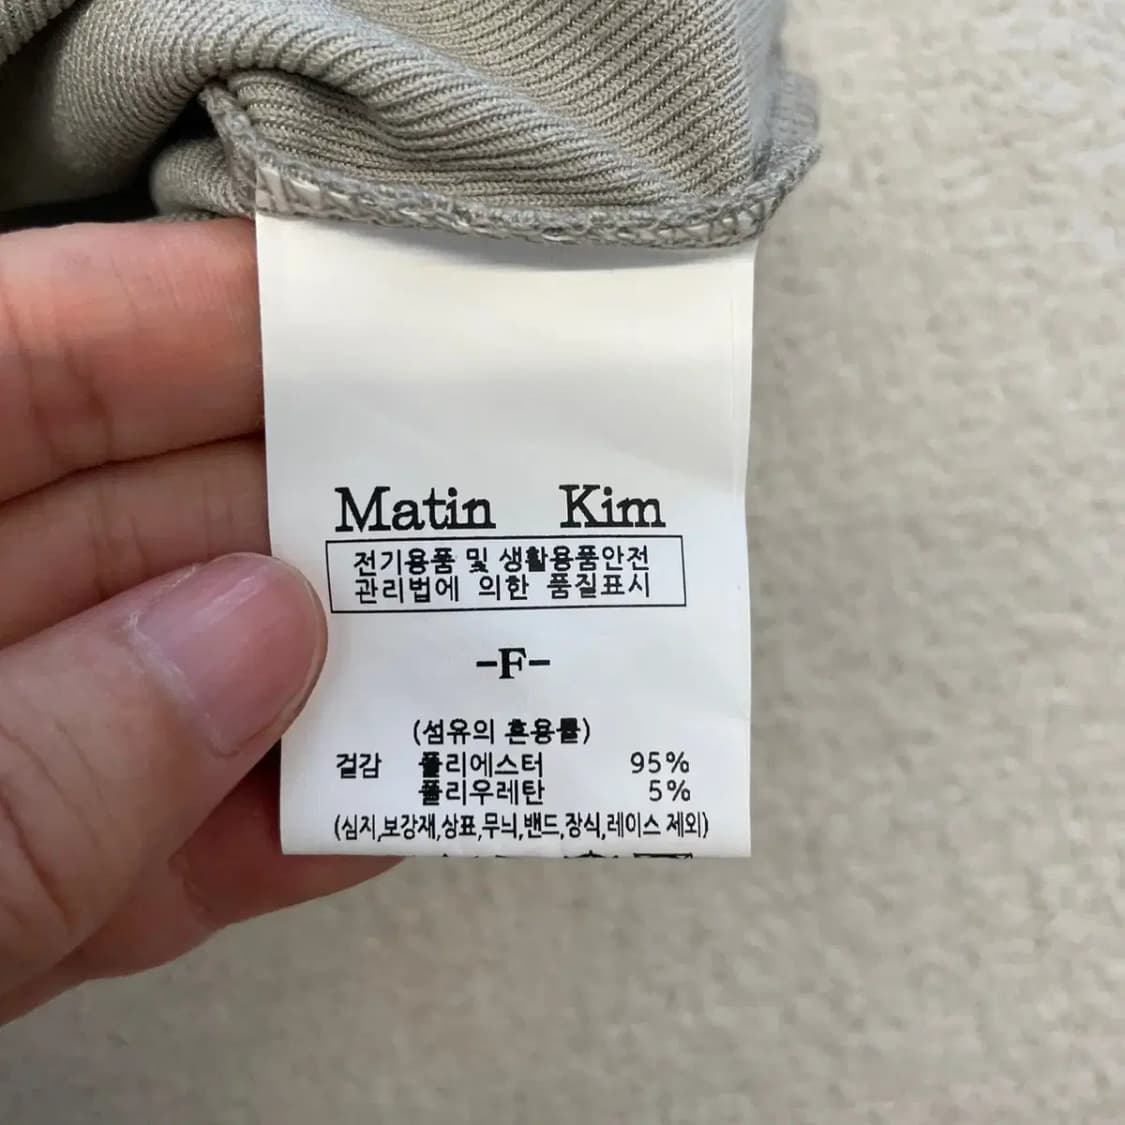 Matin Kim
전기용품 및 생활용품안전
관리법에 의한 품질표시
-F-
(섬유의 혼용률)
겉감 폴리에스터 95%
폴리우레탄 5%
(심지,보강재,상표,무늬,밴드,장식,레이스 제외)